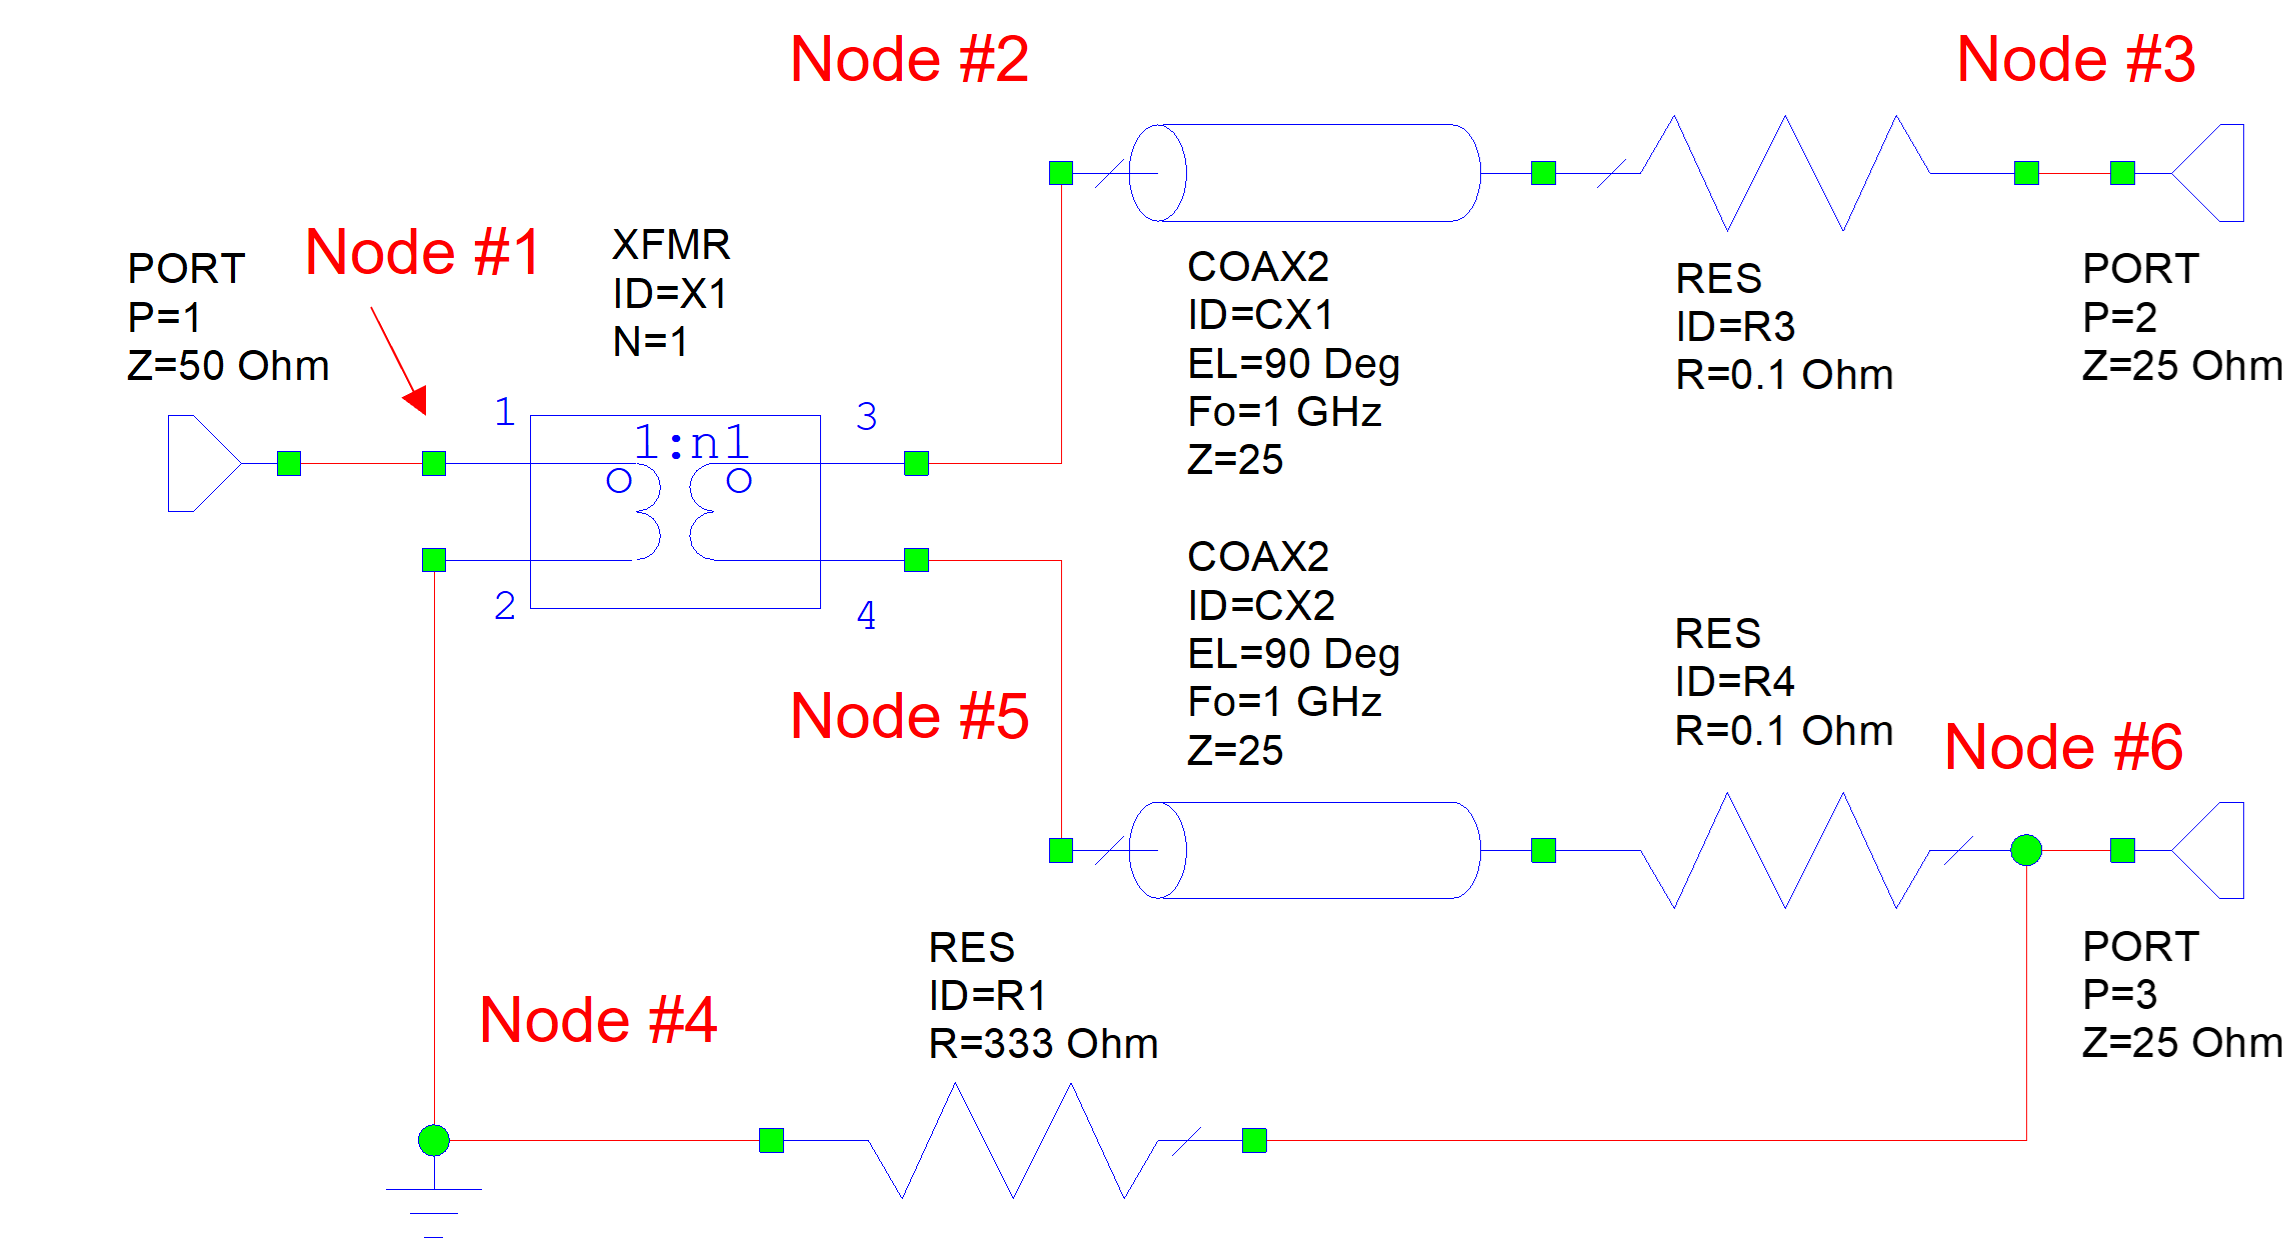 Node #2
Node #3
Node #1
PORT
P=1
Z=50 Ohm
XFMR
ID=X1
N=1
1
3
1:n1
2
4
COAX2
ID=CX1
EL=90 Deg
Fo=1 GHz
Z=25
RES
ID=R3
R=0.1 Ohm
PORT
P=2
Z=25 Ohm
COAX2
ID=CX2
EL=90 Deg
Fo=1 GHz
Z=25
Node #5
RES
ID=R4
R=0.1 Ohm
Node #6
RES
ID=R1
R=333 Ohm
PORT
P=3
Z=25 Ohm
Node #4